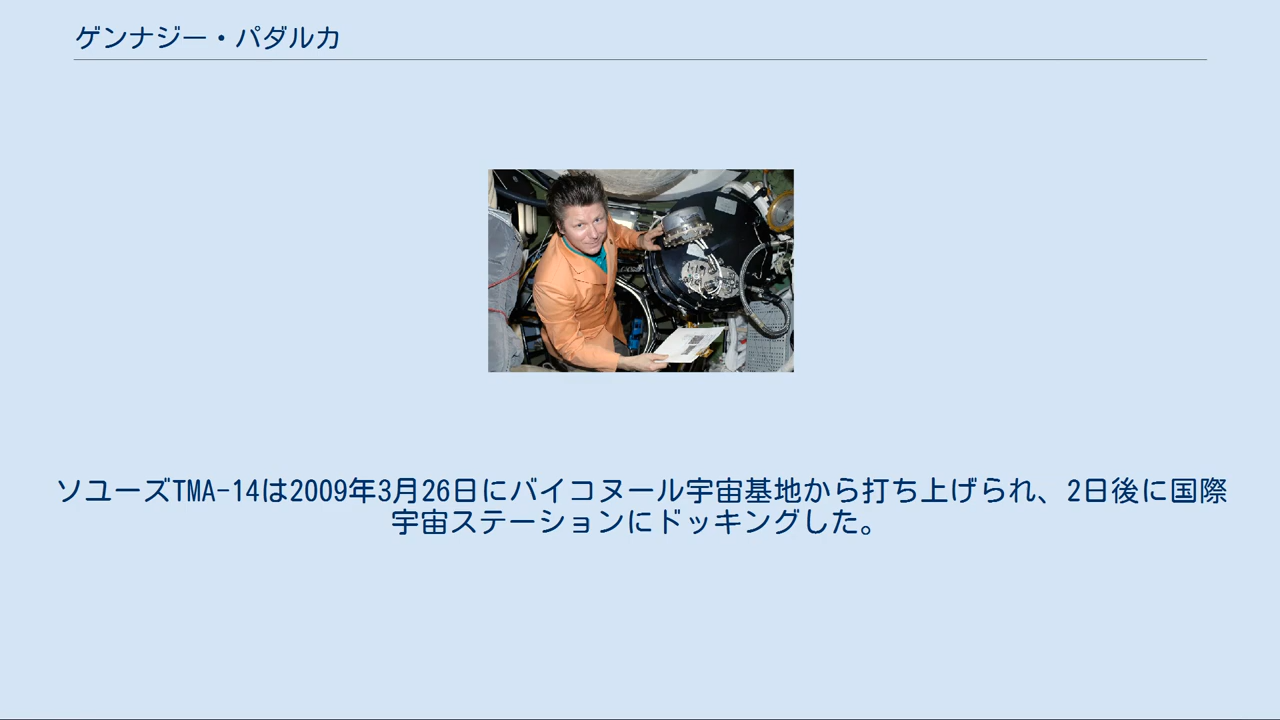 ゲンナジー・パダルカ
ソユーズTMA-14は2009年3月26日にバイコヌール宇宙基地から打ち上げられ、2日後に国際
宇宙ステーションにドッキングした。